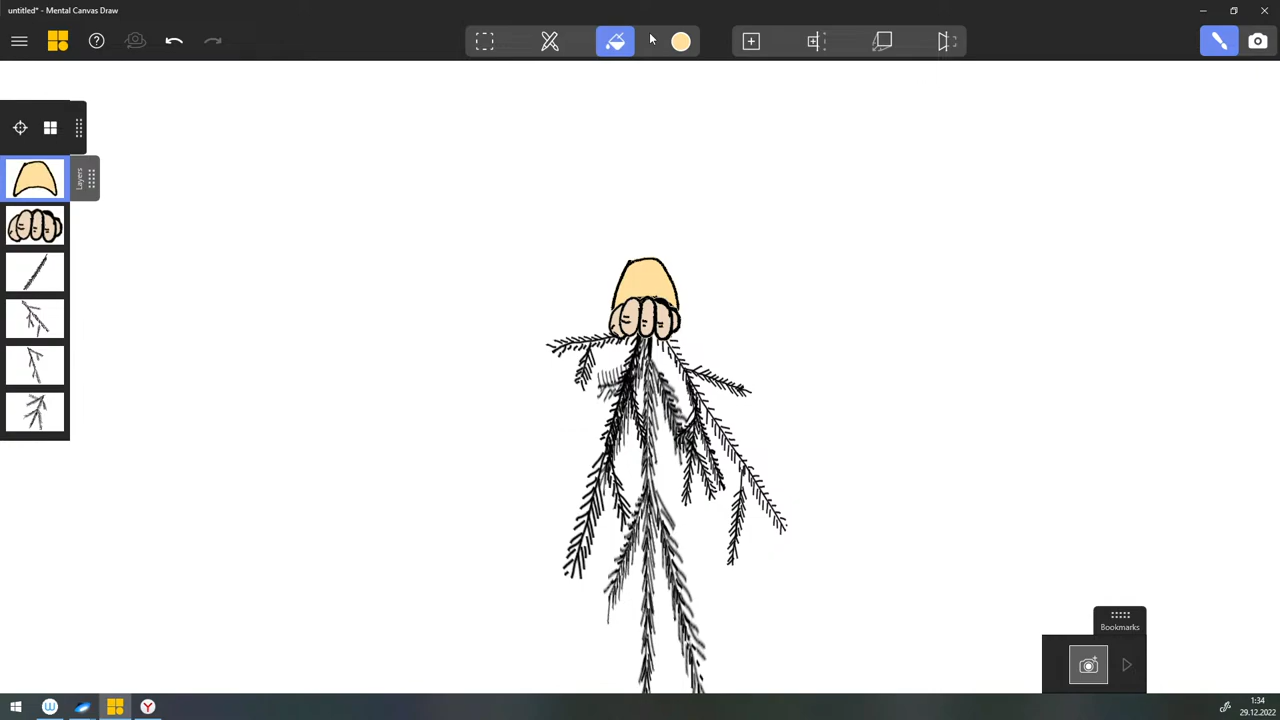 untitled* - Mental Canvas Draw
Layers
Bookmarks
1:34
29.12.2022